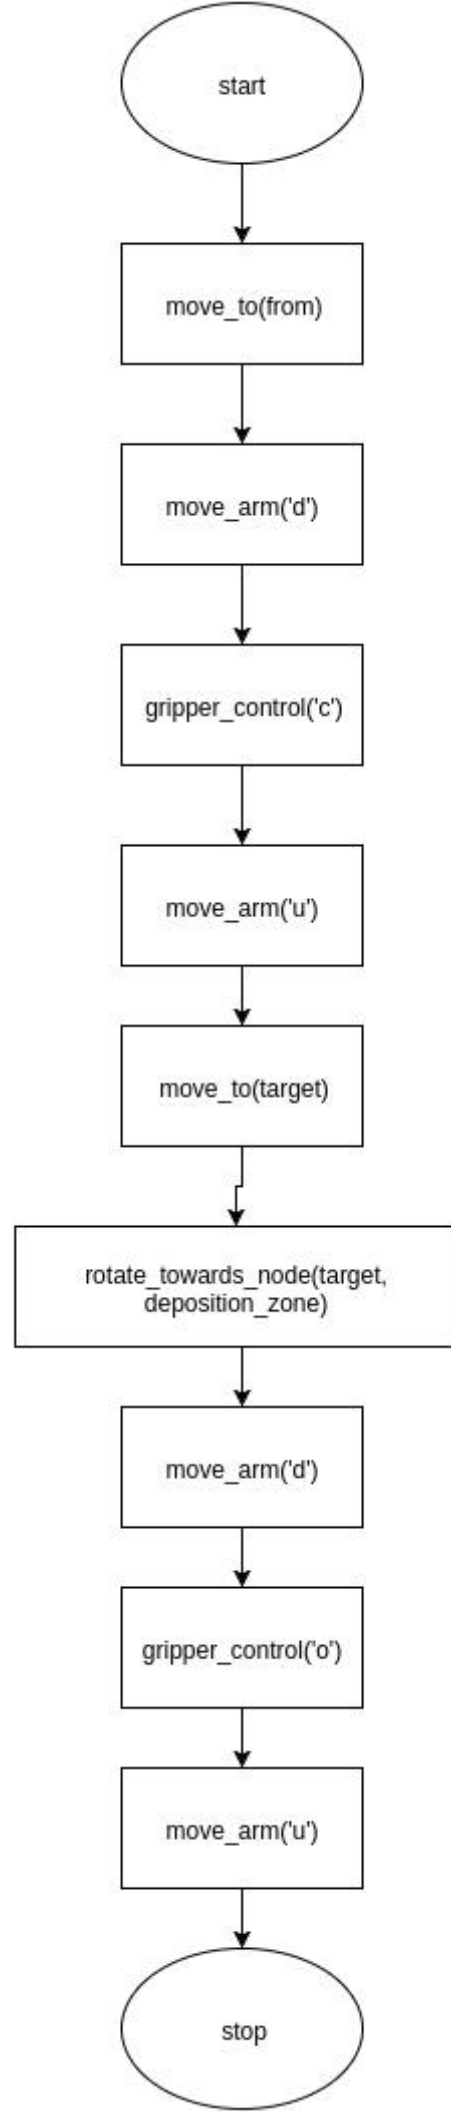 start
move_to(from)
move_arm('d')
gripper_control('c')
move_arm('u')
move_to(target)
rotate_towards_node(target,
deposition_zone)
move_arm('d')
gripper_control('o')
move_arm('u')
stop